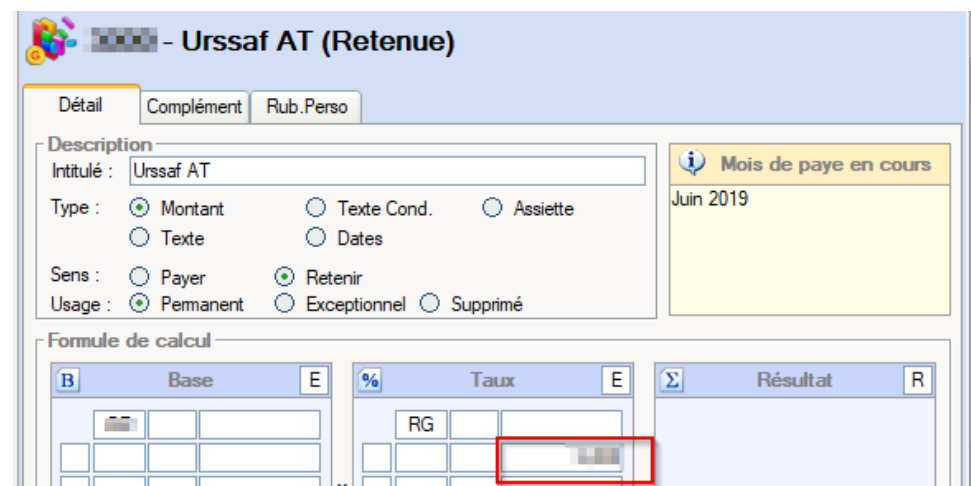 - Urssaf AT (Retenue)
Détail Complément Rub.Perso
Description
Intitulé : Urssaf AT
Type : Montant Texte Cond. Assiette
Texte Dates
Sens : Payer Retenir
Usage : Permanent Exceptionnel Supprimé
Mois de paye en cours
Juin 2019
Formule de calcul
B Base E
% Taux E
Σ Résultat R
RG
x